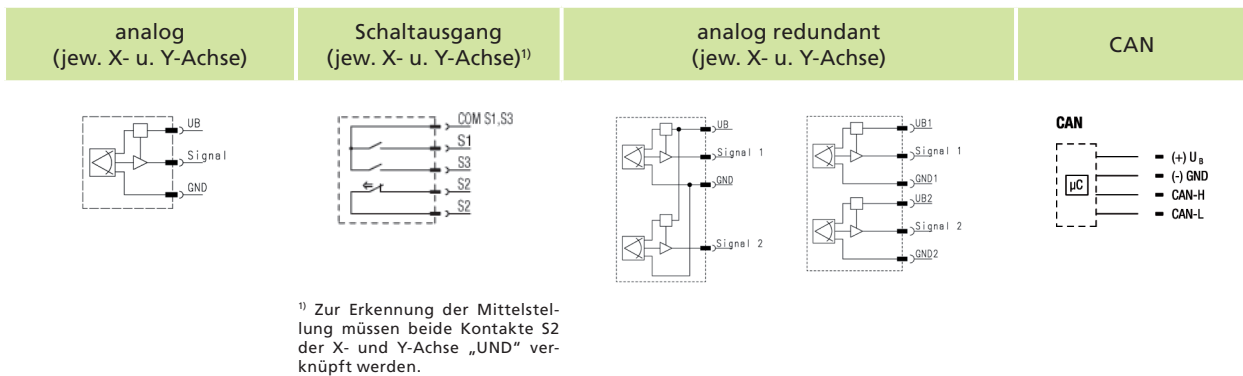 analog
(jew. X- u. Y-Achse)
Schaltausgang
(jew. X- u. Y-Achse)¹⁾
analog redundant
(jew. X- u. Y-Achse)
CAN
UB
Signal
GND
COM S1,S3
S1
S3
S2
S2
UB
Signal 1
GND
Signal 2
UB1
Signal 1
GND1
UB2
Signal 2
GND2
CAN
µC
(+) U_B
(-) GND
CAN-H
CAN-L
¹⁾ Zur Erkennung der Mittelstel-
lung müssen beide Kontakte S2
der X- und Y-Achse „UND“ ver-
knüpft werden.